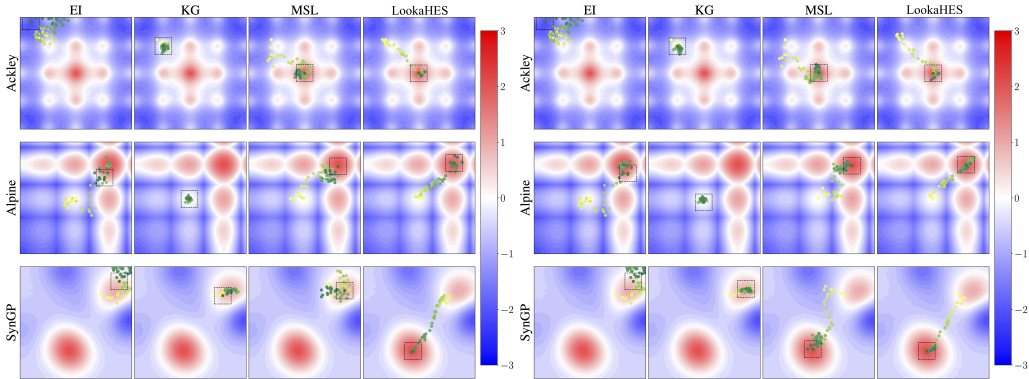 EI KG MSL LookaHES
Ackley
Alpine
SynGP
3
2
1
0
−1
−2
−3
EI KG MSL LookaHES
Ackley
Alpine
SynGP
3
2
1
0
−1
−2
−3